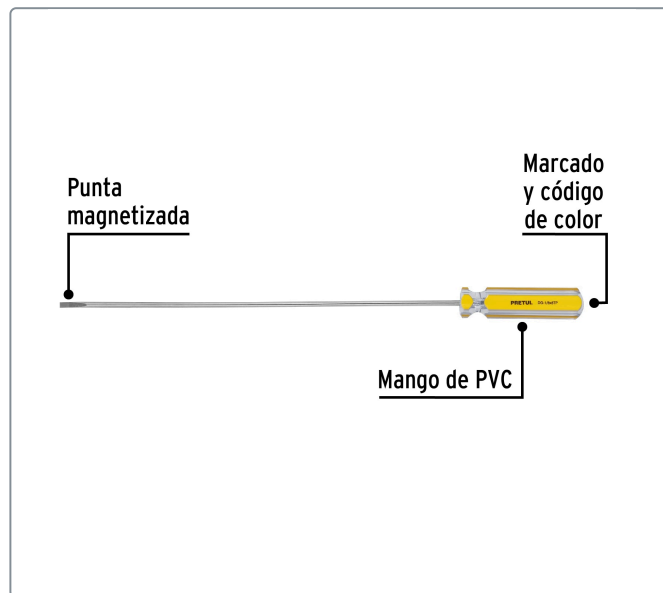 Punta
magnetizada
Marcado
y código
de color
PRETUL
Mango de PVC